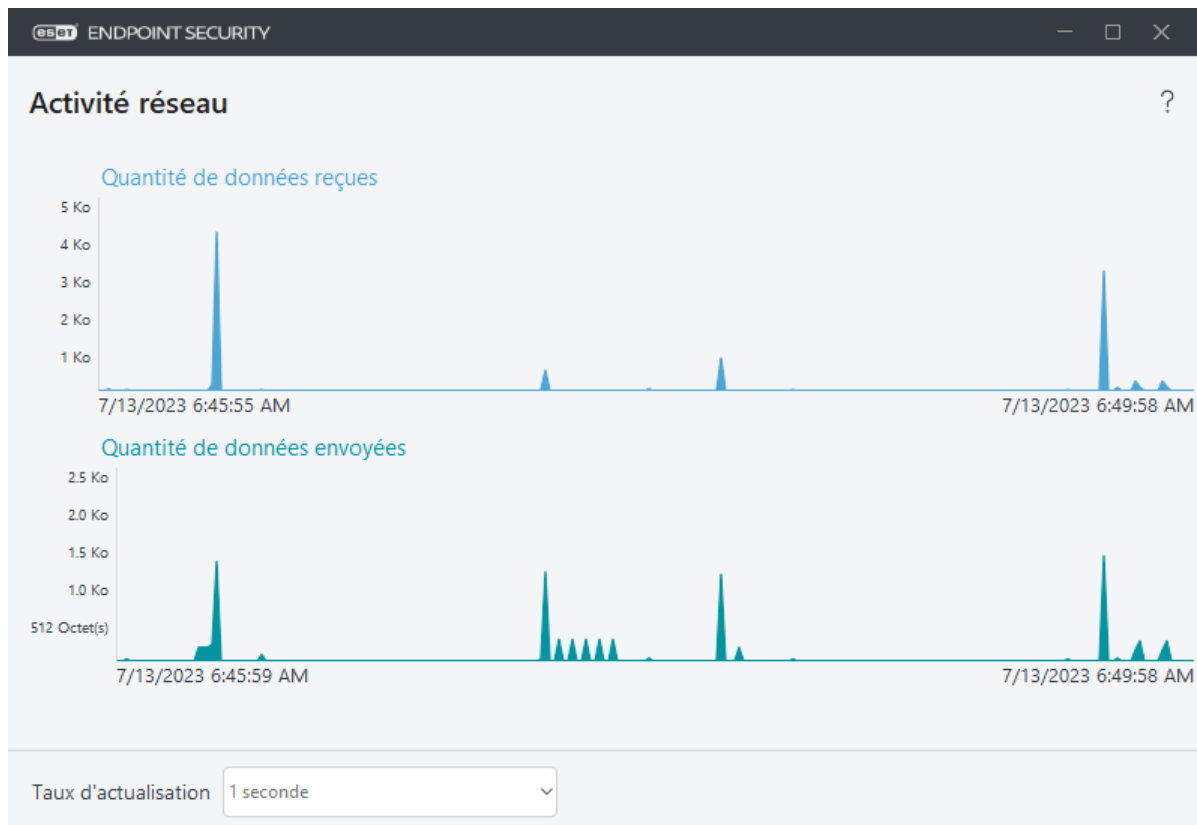 eset ENDPOINT SECURITY
Activité réseau
?
Quantité de données reçues
5 Ko
4 Ko
3 Ko
2 Ko
1 Ko
7/13/2023 6:45:55 AM 7/13/2023 6:49:58 AM
Quantité de données envoyées
2.5 Ko
2.0 Ko
1.5 Ko
1.0 Ko
512 Octet(s)
7/13/2023 6:45:59 AM 7/13/2023 6:49:58 AM
Taux d'actualisation 1 seconde